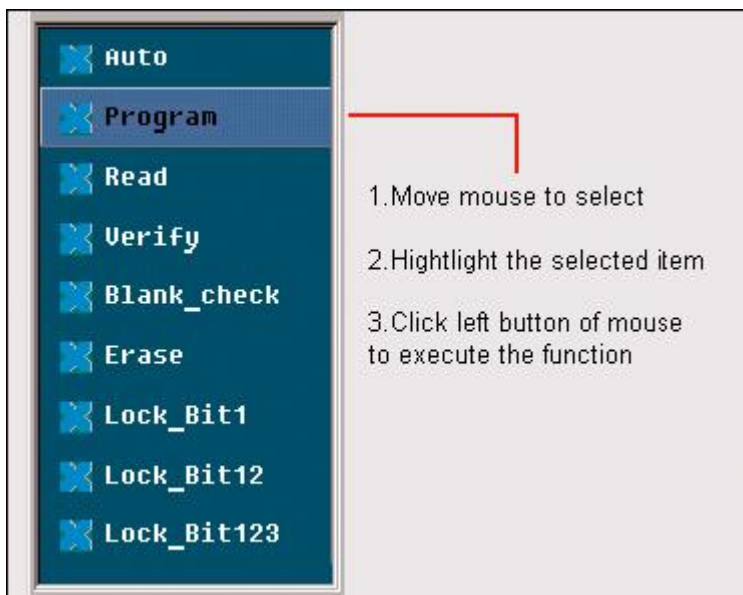 Auto
Program
Read
Verify
Blank_check
Erase
Lock_Bit1
Lock_Bit12
Lock_Bit123
1.Move mouse to select
2.Hightlight the selected item
3.Click left button of mouse
to execute the function